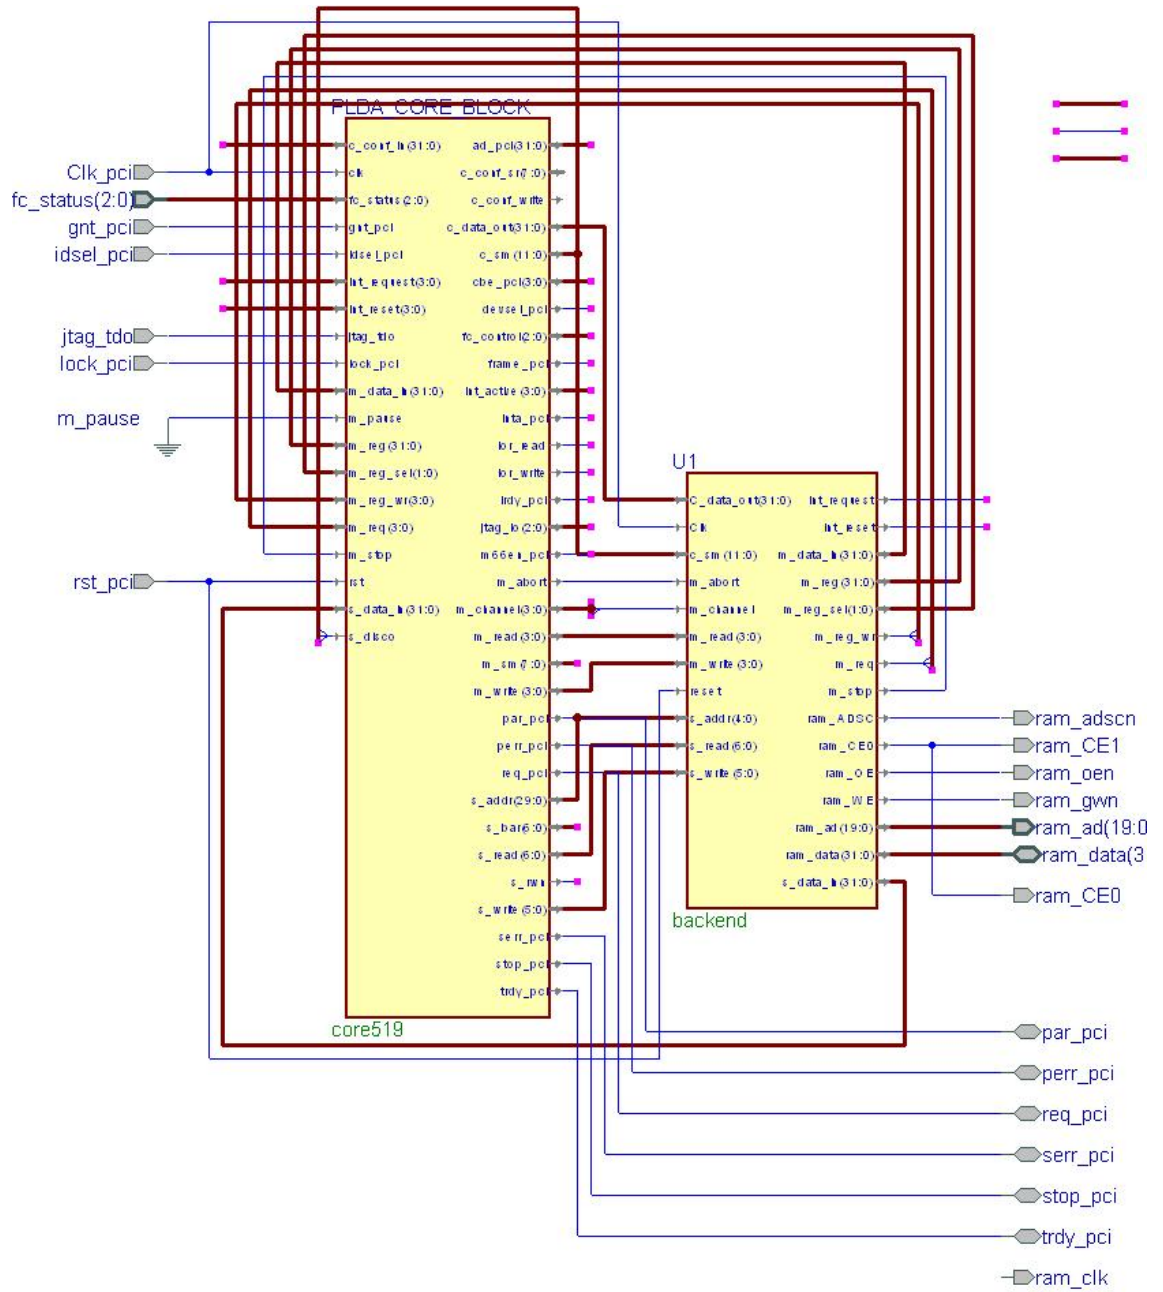 PLDA_CORE_BLOCK
c_conf_in(31:0) ad_pci(31:0)
Clk_pci clk c_conf_sr(7:0)
fc_status(2:0) fc_status(2:0) c_conf_write
gnt_pci gnt_pci c_data_out(31:0)
idsel_pci idsel_pci c_sm(11:0)
int_request(3:0) cbe_pci(3:0)
int_reset(3:0) devsel_pci
jtag_tdo jtag_tdo fc_control(2:0)
lock_pci lock_pci frame_pci
m_data_in(31:0) int_active(3:0)
m_pause m_pause inta_pci
m_reg(31:0) ior_read
U1
m_reg_sel(1:0) ior_write
m_reg_wr(3:0) irdy_pci C_data_out(31:0) int_request
m_req(3:0) jtag_io(2:0) Clk int_reset
m_stop m66en_pci c_sm(11:0) m_data_in(31:0)
rst_pci rst m_abort m_abort m_reg(31:0)
s_data_in(31:0) m_channel(3:0) m_channel m_reg_sel(1:0)
s_disco m_read(3:0) m_read(3:0) m_reg_wr
m_sm(7:0) m_write(3:0) m_req
m_write(3:0) reset m_stop
par_pci s_addr(4:0) ram_ADSC ram_adscn
perr_pci s_read(6:0) ram_CE0 ram_CE1
req_pci s_write(5:0) ram_OE ram_oen
s_addr(29:0) ram_WE ram_gwn
s_bar(6:0) ram_ad(19:0) ram_ad(19:0
s_read(6:0) ram_data(31:0) ram_data(3
s_rwn s_data_in(31:0)
ram_CE0
s_write(5:0)
backend
serr_pci
stop_pci
trdy_pci
core519
par_pci
perr_pci
req_pci
serr_pci
stop_pci
trdy_pci
ram_clk